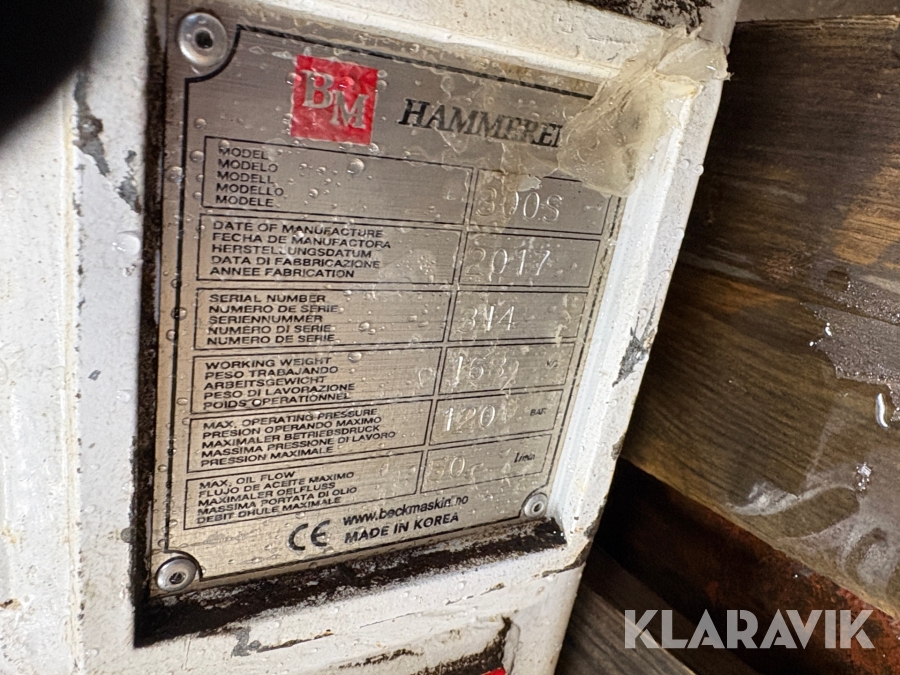 BM
HAMMEREI
MODEL
MODELO
MODELL
MODELLO
MODELE
300S
DATE OF MANUFACTURE
FECHA DE MANUFACTORA
HERSTELLUNGSDATUM
DATA DI FABBRICAZIONE
ANNEE FABRICATION
2017
SERIAL NUMBER
NUMERO DE SERIE
SERIENNUMMER
NUMERO DI SERIE
NUMERO DE SERIE
314
WORKING WEIGHT
PESO TRABAJANDO
ARBEITSGEWICHT
PESO DI LAVORAZIONE
POIDS OPERATIONNEL
MAX. OPERATING PRESSURE
PRESION OPERANDO MAXIMO
MAXIMALER BETRIEBSDRUCK
MASSIMA PRESSIONE DI LAVORO
PRESSION MAXIMALE
120 BAR
MAX. OIL FLOW
FLUJO DE ACEITE MAXIMO
MAXIMALER OELFLUSS
MASSIMA PORTATA DI OLIO
DEBIT DHULE MAXIMALE
CE
www.beckmaskin.no
MADE IN KOREA
KLARAVIK